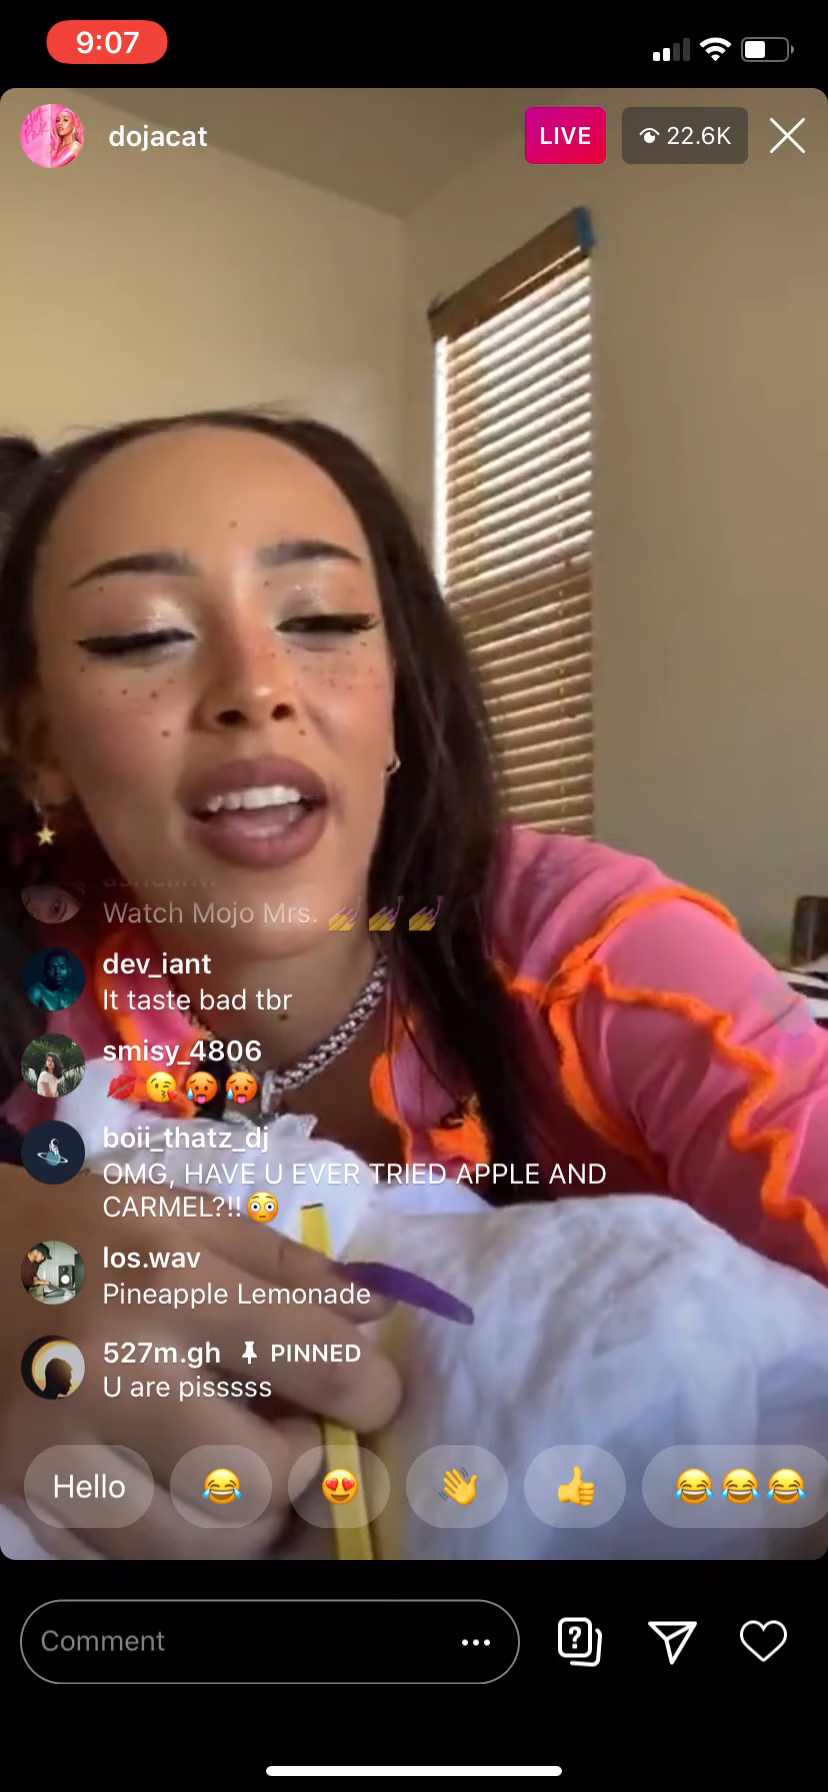 9:07
dojacat
LIVE
22.6K
Watch Mojo Mrs. 💅 💅 💅
dev_iant
It taste bad tbr
smisy_4806
💋😘🥵🥵
boii_thatz_dj
OMG, HAVE U EVER TRIED APPLE AND
CARMEL?!!😳
los.wav
Pineapple Lemonade
527m.gh PINNED
U are pisssss
Hello 😂 😍 👋 👍 😂😂😂
Comment